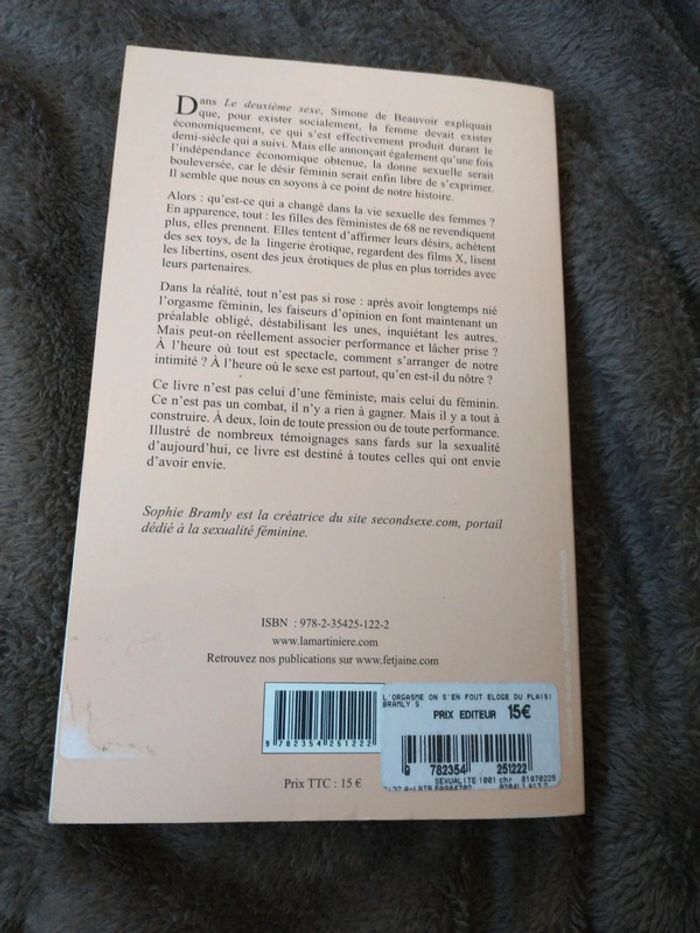 Dans Le deuxième sexe, Simone de Beauvoir expliquait
que, pour exister socialement, la femme devait exister
économiquement, ce qui s'est effectivement produit durant le
demi-siècle qui a suivi. Mais elle annonçait également qu'une fois
l'indépendance économique obtenue, la donne sexuelle serait
bouleversée, car le désir féminin serait enfin libre de s'exprimer.
Il semble que nous en soyons à ce point de notre histoire.
Alors : qu'est-ce qui a changé dans la vie sexuelle des femmes ?
En apparence, tout : les filles des féministes de 68 ne revendiquent
plus, elles prennent. Elles tentent d'affirmer leurs désirs, achètent
des sex toys, de la lingerie érotique, regardent des films X, lisent
les libertins, osent des jeux érotiques de plus en plus torrides avec
leurs partenaires.
Dans la réalité, tout n'est pas si rose : après avoir longtemps nié
l'orgasme féminin, les faiseurs d'opinion en font maintenant un
préalable obligé, déstabilisant les unes, inquiétant les autres.
Mais peut-on réellement associer performance et lâcher prise ?
À l'heure où tout est spectacle, comment s'arranger de notre
intimité ? À l'heure où le sexe est partout, qu'en est-il du nôtre ?
Ce livre n'est pas celui d'une féministe, mais celui du féminin.
Ce n'est pas un combat, il n'y a rien à gagner. Mais il y a tout à
construire. À deux, loin de toute pression ou de toute performance.
Illustré de nombreux témoignages sans fards sur la sexualité
d'aujourd'hui, ce livre est destiné à toutes celles qui ont envie
d'avoir envie.
Sophie Bramly est la créatrice du site secondsexe.com, portail
dédié à la sexualité féminine.
ISBN : 978-2-35425-122-2
www.lamartiniere.com
Retrouvez nos publications sur www.fetjaine.com
9 782354 251222
Prix TTC : 15 €
L'ORGASME ON S'EN FOUT ELOGE DU PLAISI
BRAMLY S
PRIX EDITEUR 15€
9 782354 251222
SEXUALITE 1001 chr 01970225